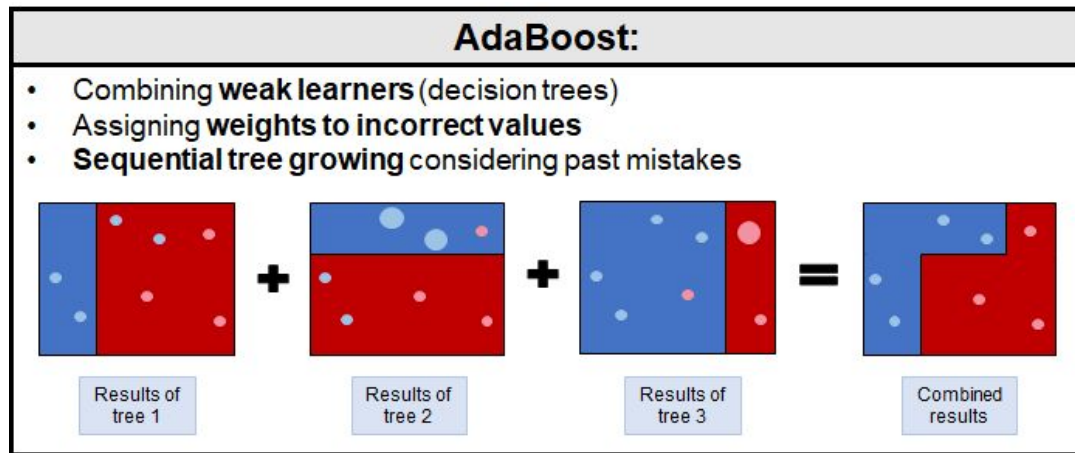 AdaBoost:
• Combining weak learners (decision trees)
• Assigning weights to incorrect values
• Sequential tree growing considering past mistakes
Results of
tree 1
Results of
tree 2
Results of
tree 3
Combined
results